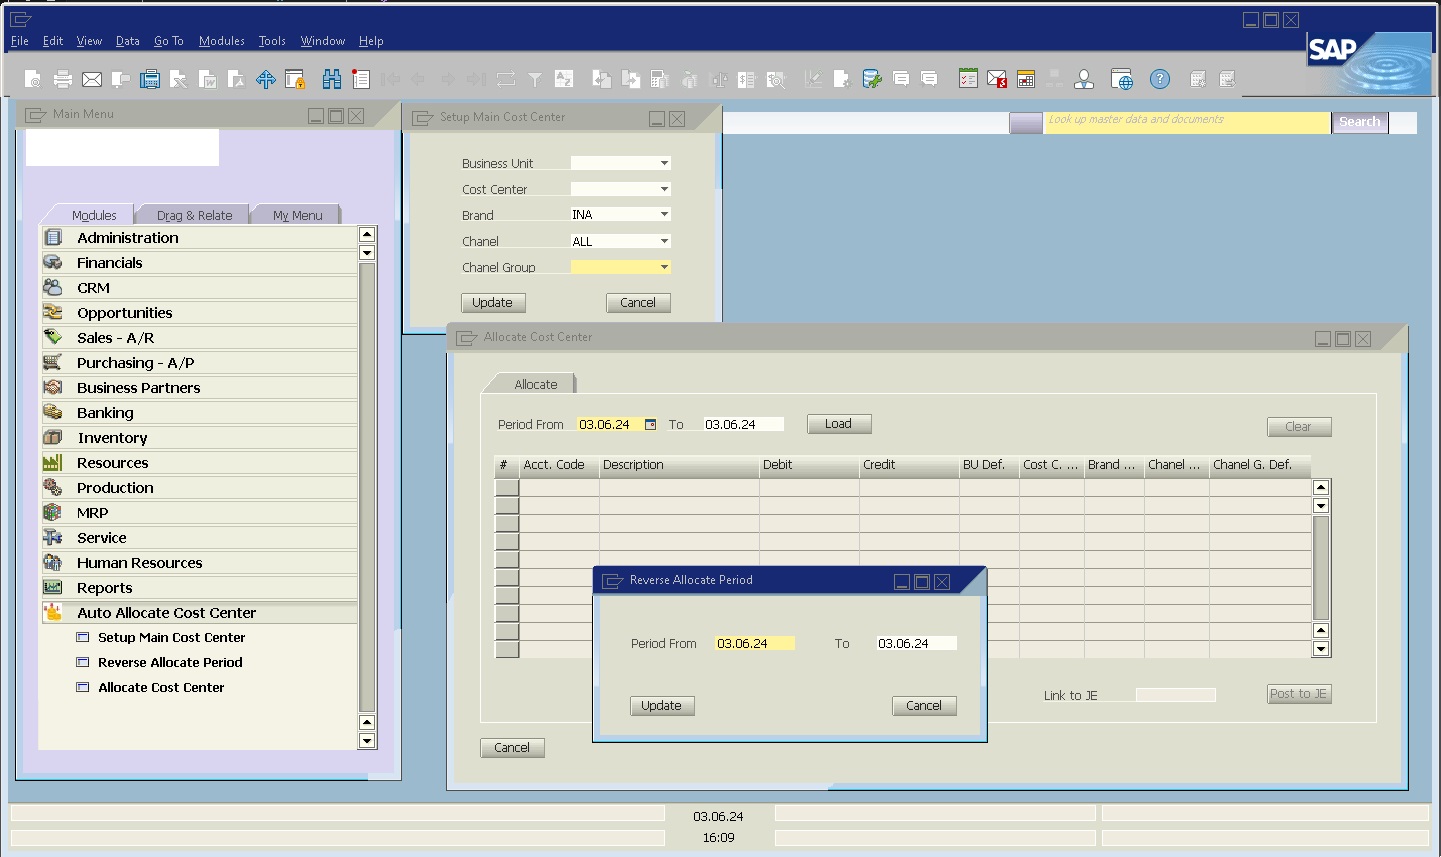 File Edit View Data Go To Modules Tools Window Help
SAP
Main Menu
Modules Drag & Relate My Menu
Administration
Financials
CRM
Opportunities
Sales - A/R
Purchasing - A/P
Business Partners
Banking
Inventory
Resources
Production
MRP
Service
Human Resources
Reports
Auto Allocate Cost Center
Setup Main Cost Center
Reverse Allocate Period
Allocate Cost Center
Setup Main Cost Center
Business Unit
Cost Center
Brand INA
Chanel ALL
Chanel Group
Update Cancel
Look up master data and documents Search
Allocate Cost Center
Allocate
Period From 03.06.24 To 03.06.24 Load Clear
# Acct. Code Description Debit Credit BU Def. Cost C. ... Brand ... Chanel ... Chanel G. Def.
Link to JE Post to JE
Cancel
Reverse Allocate Period
Period From 03.06.24 To 03.06.24
Update Cancel
03.06.24
16:09